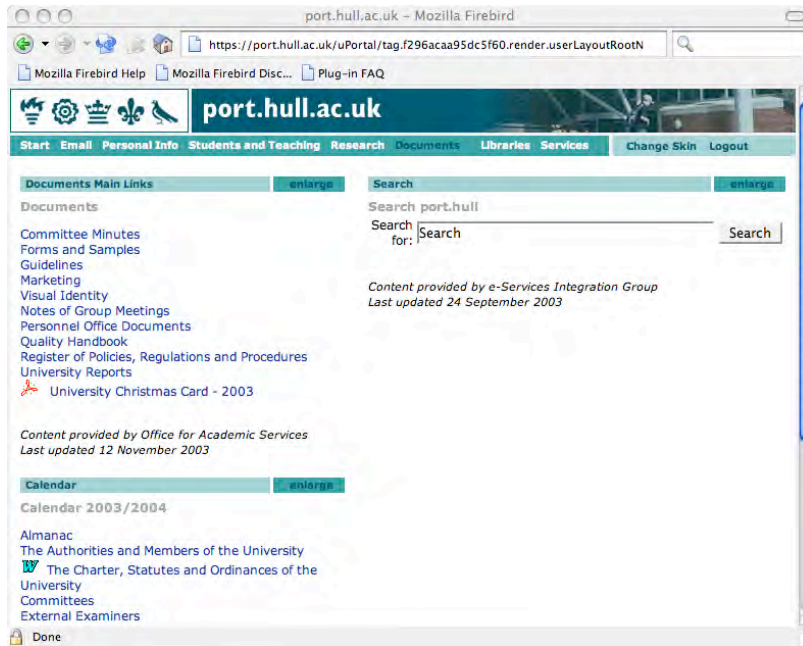 port.hull.ac.uk – Mozilla Firebird
https://port.hull.ac.uk/uPortal/tag.f296acaa95dc5f60.render.userLayoutRootN
Mozilla Firebird Help Mozilla Firebird Disc... Plug-in FAQ
port.hull.ac.uk
Start Email Personal Info Students and Teaching Research Documents Libraries Services Change Skin Logout
Documents Main Links enlarge
Documents
Committee Minutes
Forms and Samples
Guidelines
Marketing
Visual Identity
Notes of Group Meetings
Personnel Office Documents
Quality Handbook
Register of Policies, Regulations and Procedures
University Reports
University Christmas Card - 2003
Content provided by Office for Academic Services
Last updated 12 November 2003
Calendar enlarge
Calendar 2003/2004
Almanac
The Authorities and Members of the University
W The Charter, Statutes and Ordinances of the
University
Committees
External Examiners
Search enlarge
Search port.hull
Search
for: Search Search
Content provided by e-Services Integration Group
Last updated 24 September 2003
Done